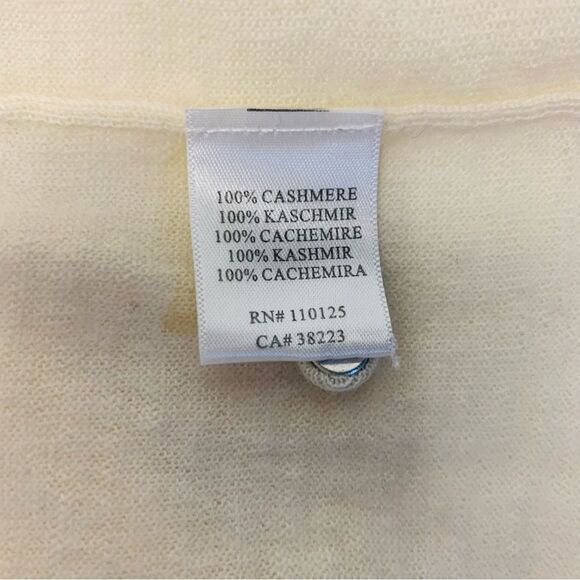 100% CASHMERE
100% KASCHMIR
100% CACHEMIRE
100% KASHMIR
100% CACHEMIRA
RN# 110125
CA# 38223